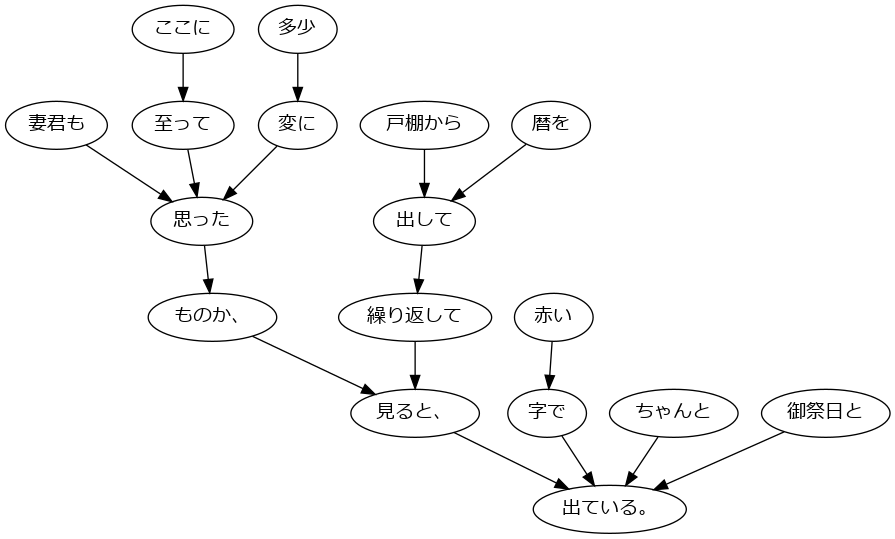 ここに
多少
妻君も
至って
変に
戸棚から
暦を
思った
出して
ものか、
繰り返して
赤い
見ると、
字で
ちゃんと
御祭日と
出ている。